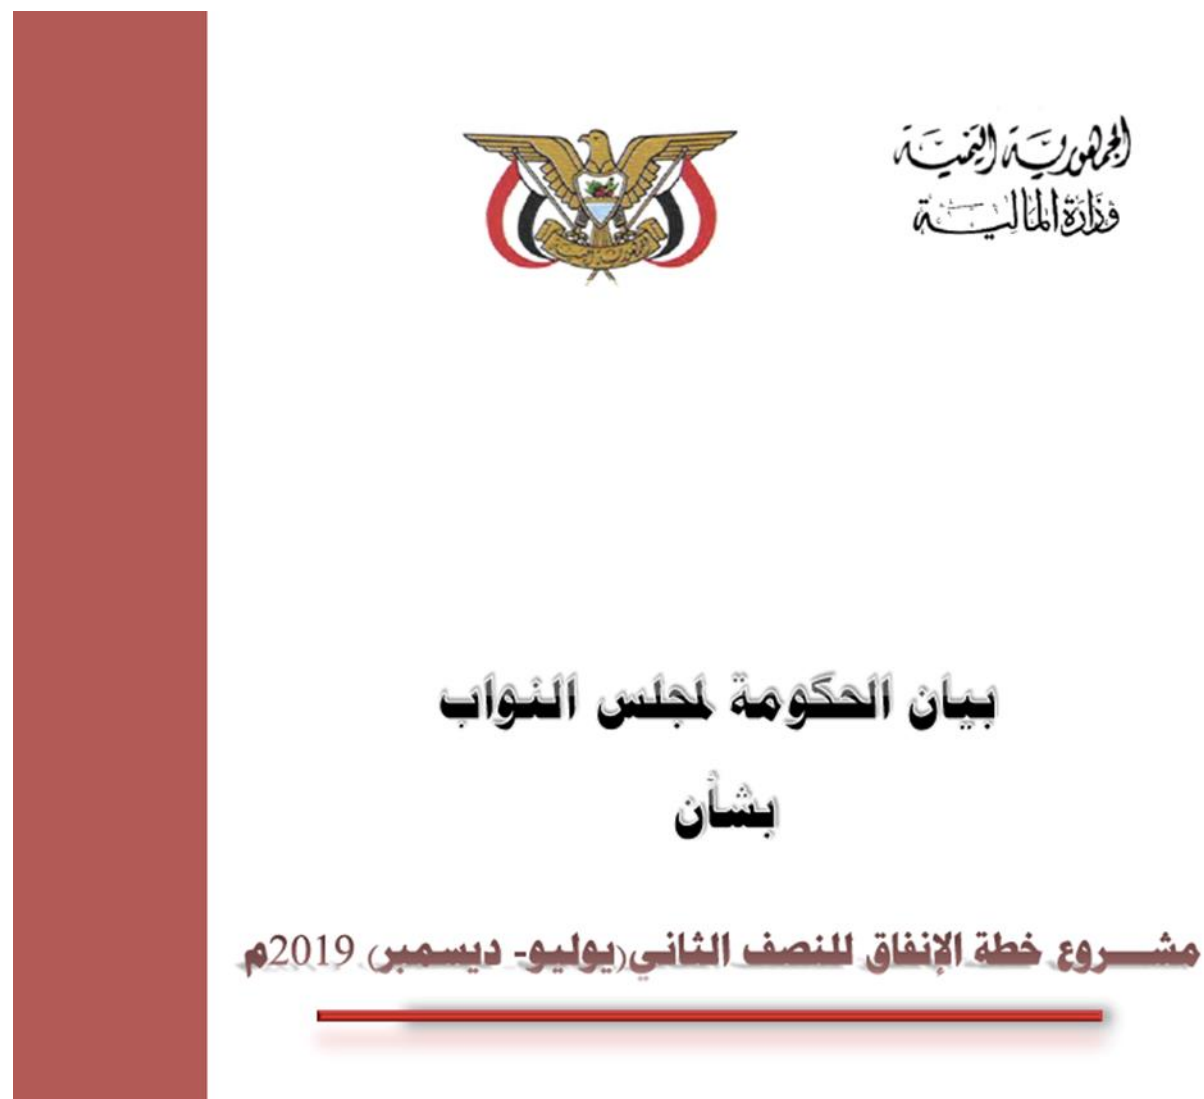 الجمهورية اليمنية
وزارة المالية
بيان الحكومة لمجلس النواب
بشأن
مشـــروع خطة الإنفاق للنصف الثاني (يوليو- ديسمبر) 2019م